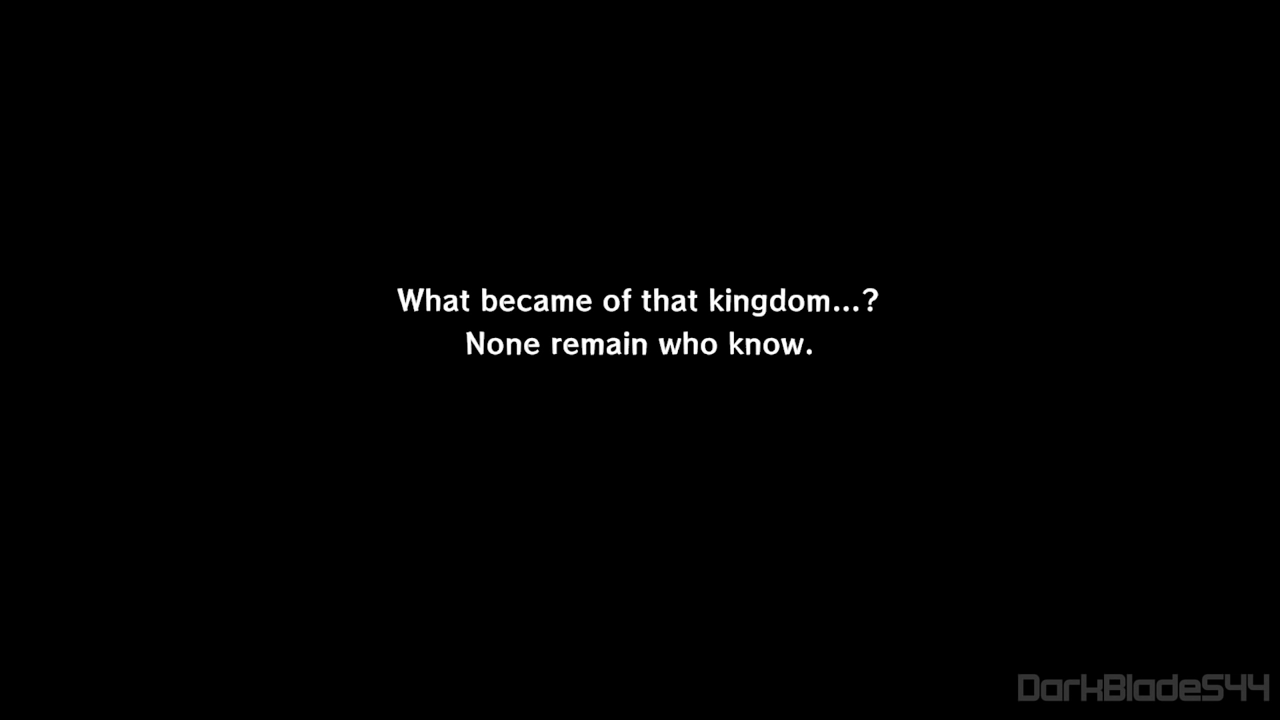 What became of that kingdom...?
None remain who know.
DarkBlade544